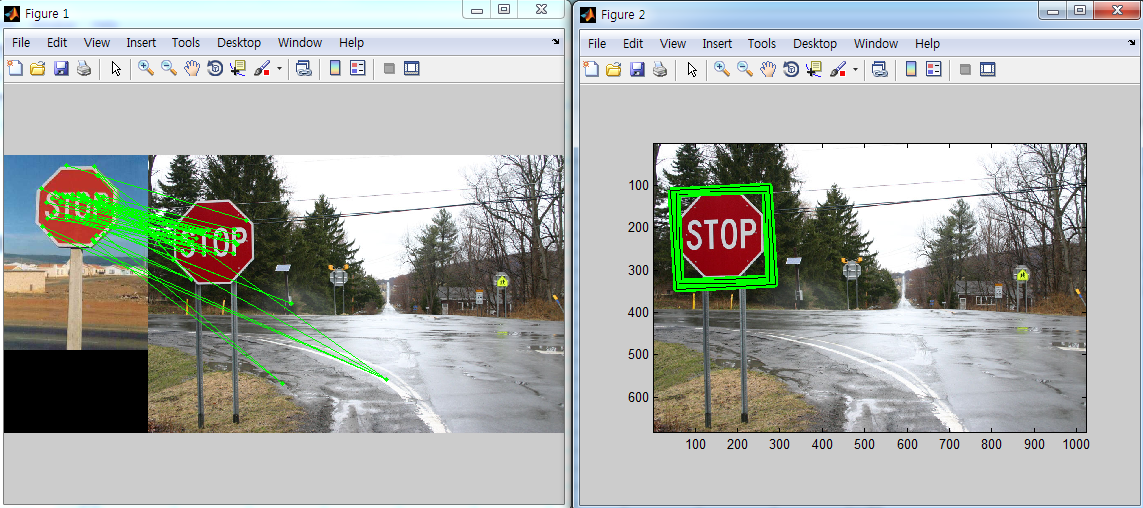 Figure 1
File Edit View Insert Tools Desktop Window Help
STOP
STOP
Figure 2
File Edit View Insert Tools Desktop Window Help
100
200
300
400
500
600
STOP
100 200 300 400 500 600 700 800 900 1000